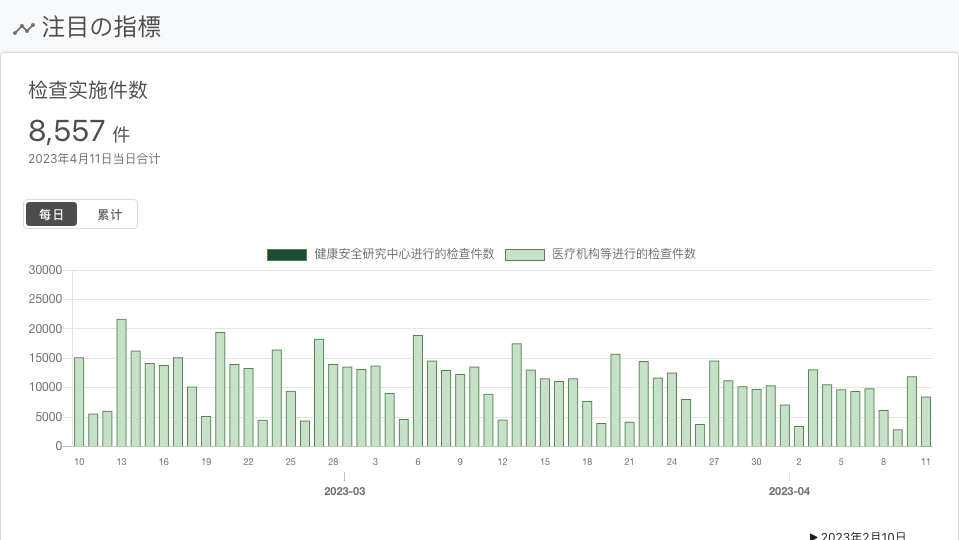 注目の指標
检查实施件数
8,557 件
2023年4月11日当日合计
每日 累计
健康安全研究中心进行的检查件数 医疗机构等进行的检查件数
30000
25000
20000
15000
10000
5000
0
10 13 16 19 22 25 28 3 6 9 12 15 18 21 24 27 30 2 5 8 11
2023-03 2023-04
▶ 2023年2月10日